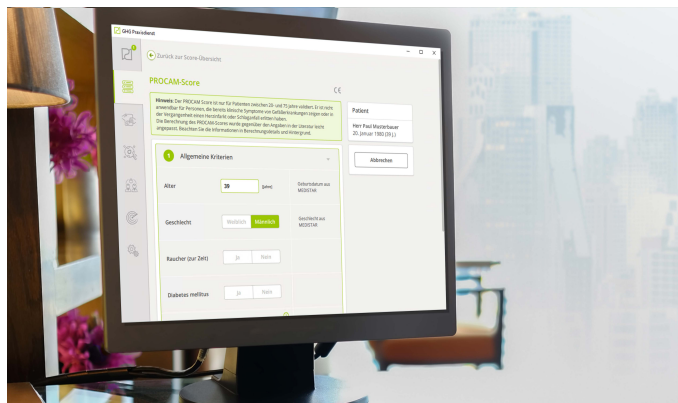 GHG Praxisdienst
Zurück zur Score-Übersicht
PROCAM-Score
CE
Hinweis: Der PROCAM Score ist nur für Patienten zwischen 20- und 75 Jahre validiert. Er ist nicht
anwendbar für Personen, die bereits klinische Symptome von Gefäßerkrankungen zeigen oder in
der Vergangenheit einen Herzinfarkt oder Schlaganfall erlitten haben.
Die Berechnung des PROCAM-Scores wurde gegenüber den Angaben in der Literatur leicht
angepasst. Beachten Sie die Informationen in Berechnungsdetails und Hintergrund.
Patient
Herr Paul Musterbauer
20. Januar 1980 (39 J.)
Abbrechen
1 Allgemeine Kriterien
Alter 39 (Jahre) Geburtsdatum aus
MEDISTAR
Geschlecht Weiblich Männlich Geschlecht aus
MEDISTAR
Raucher (zur Zeit) Ja Nein
Diabetes mellitus Ja Nein